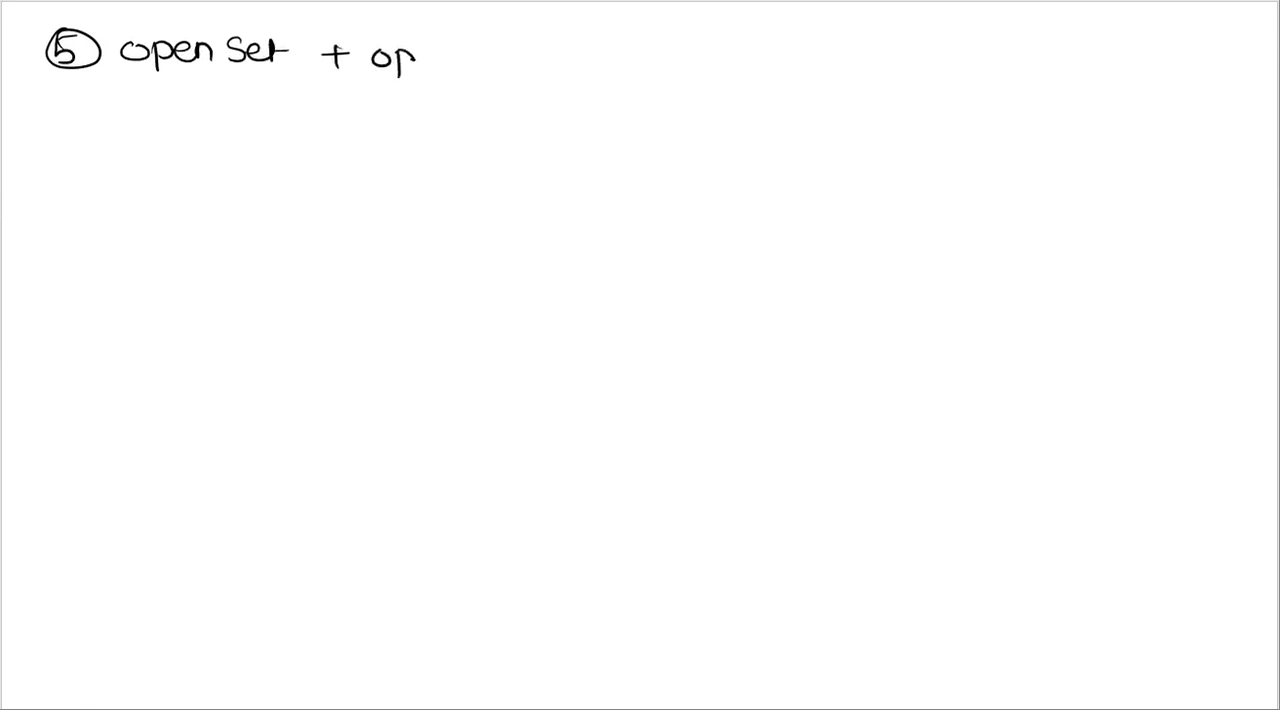 ⑤ open set + op